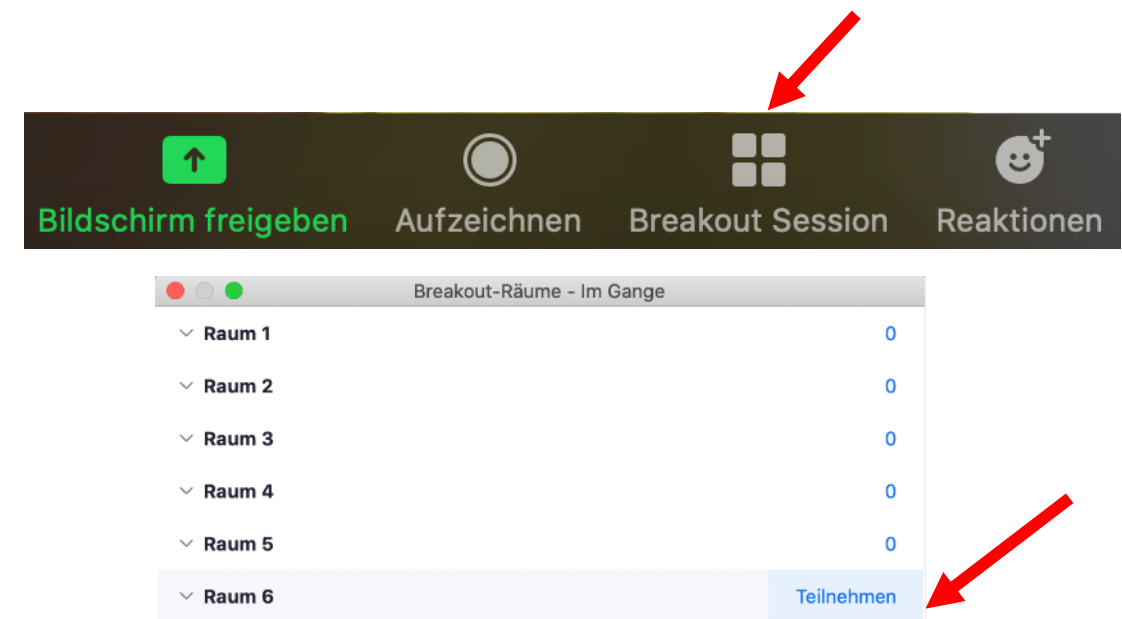 Bildschirm freigeben Aufzeichnen Breakout Session Reaktionen
Breakout-Räume - Im Gange
Raum 1 0
Raum 2 0
Raum 3 0
Raum 4 0
Raum 5 0
Raum 6 Teilnehmen